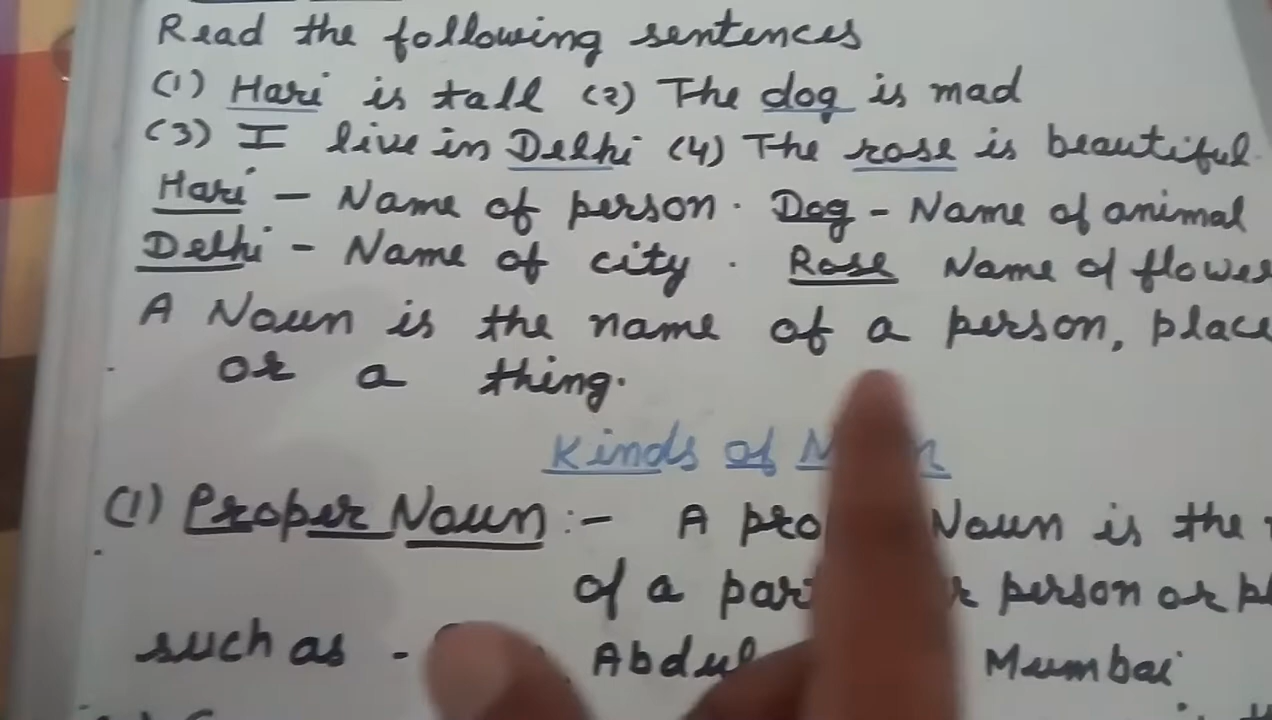 Read the following sentences
(1) Hari is tall (2) The dog is mad
(3) I live in Delhi (4) The rose is beautiful.
Hari - Name of person. Dog - Name of animal
Delhi - Name of city. Rose Name of flower
A Noun is the name of a person, place
or a thing.
Kinds of Noun
(1) Proper Noun :- A proper Noun is the
of a particular person or
such as - Abdul Mumbai